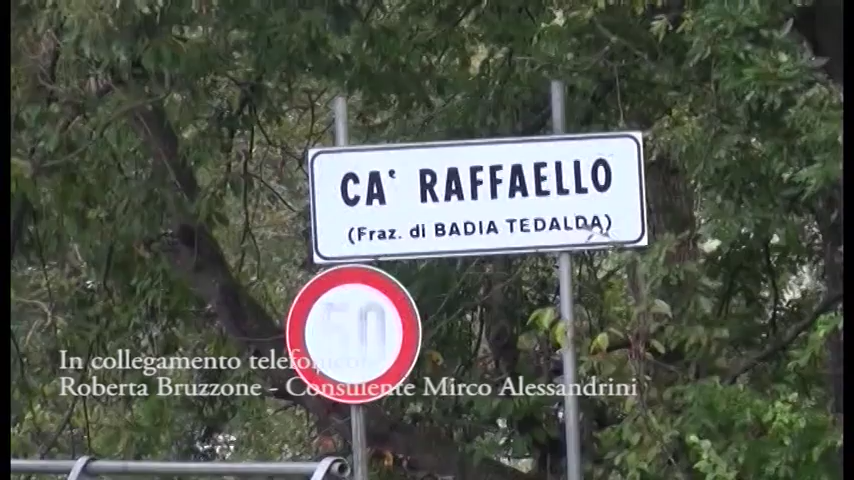 CA' RAFFAELLO
(Fraz. di BADIA TEDALDA)
50
In collegamento telefonico:
Roberta Bruzzone - Consulente Mirco Alessandrini